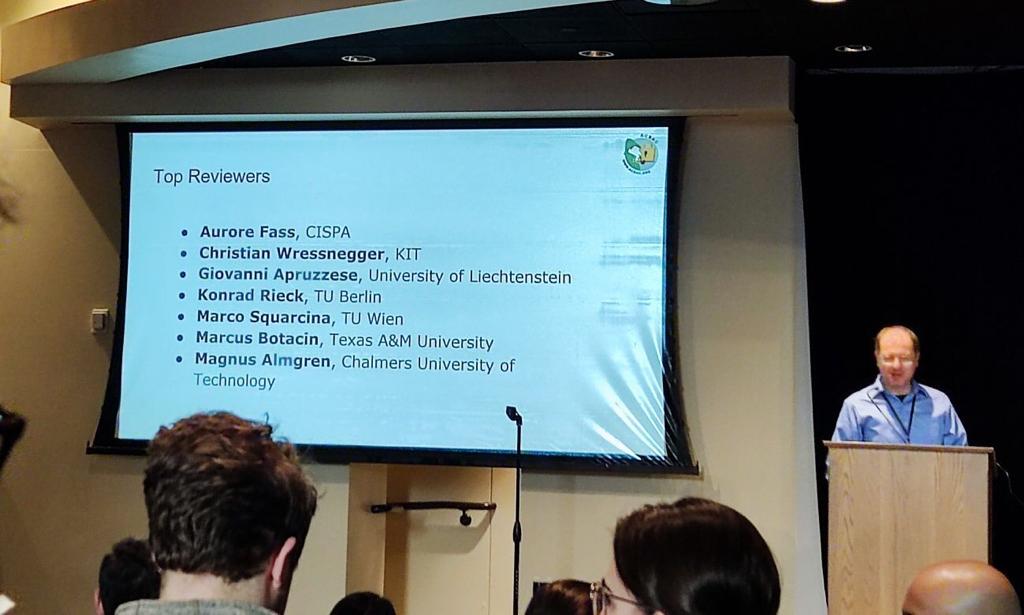 Top Reviewers
• Aurore Fass, CISPA
• Christian Wressnegger, KIT
• Giovanni Apruzzese, University of Liechtenstein
• Konrad Rieck, TU Berlin
• Marco Squarcina, TU Wien
• Marcus Botacin, Texas A&M University
• Magnus Almgren, Chalmers University of
Technology